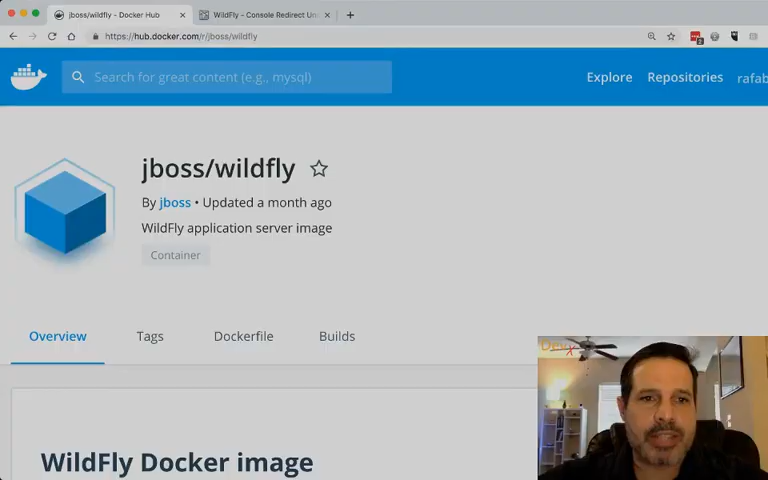 jboss/wildfly - Docker Hub
WildFly - Console Redirect Un
https://hub.docker.com/r/jboss/wildfly
Search for great content (e.g., mysql)
Explore
Repositories
rafab
jboss/wildfly
By jboss • Updated a month ago
WildFly application server image
Container
Overview
Tags
Dockerfile
Builds
WildFly Docker image